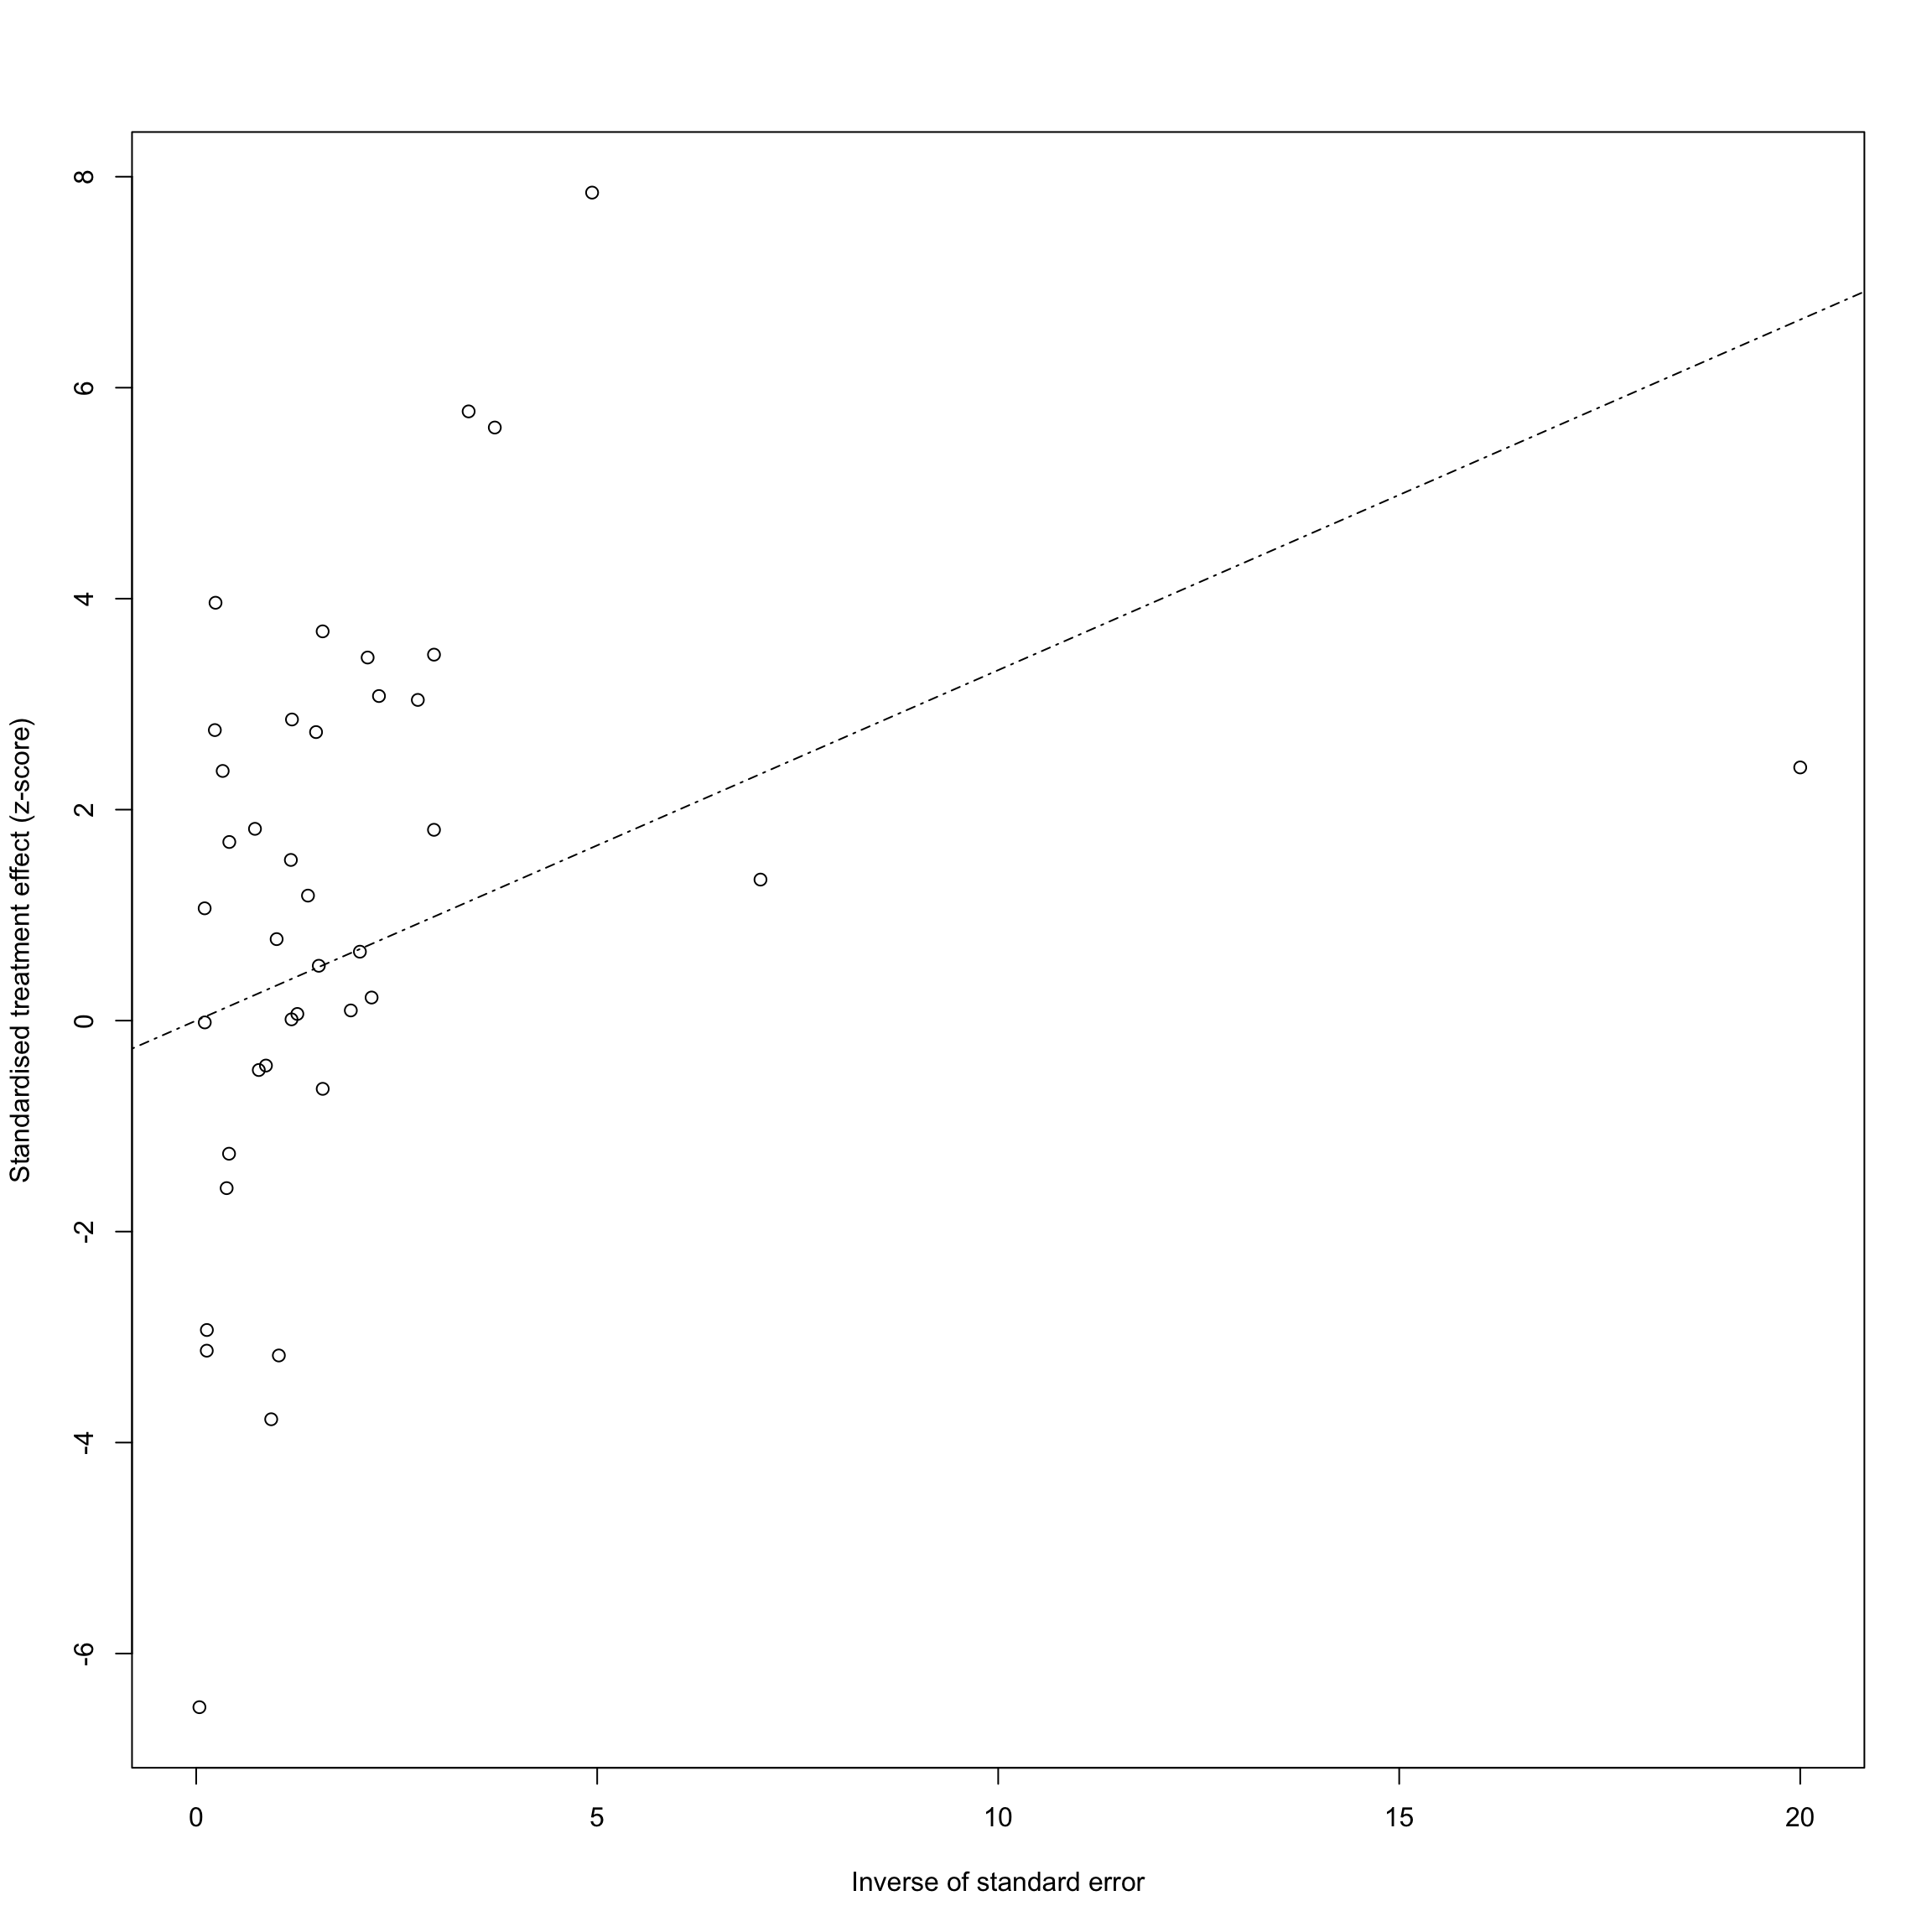 8
6
4
2
0
-2
-4
-6
Standardised treatment effect (z-score)
0 5 10 15 20
Inverse of standard error